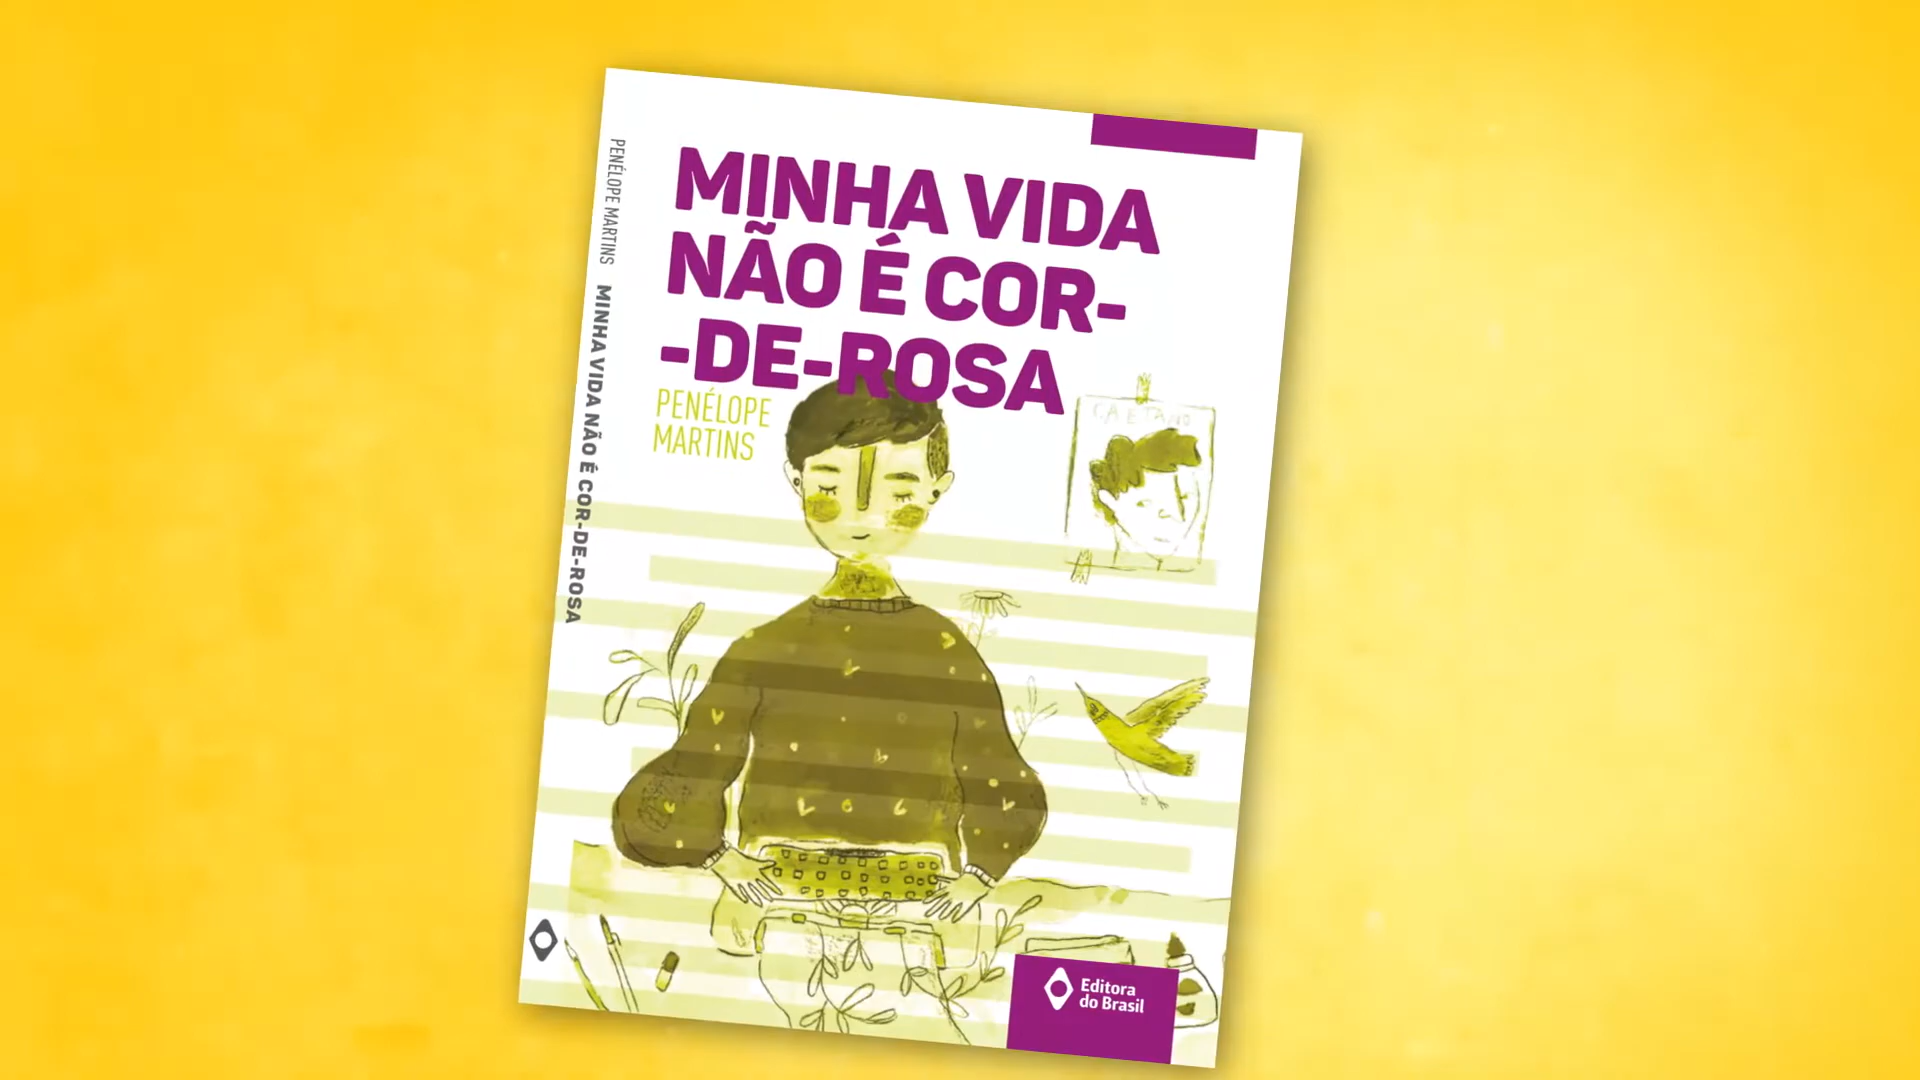 PENÉLOPE MARTINS MINHA VIDA NÃO É COR-DE-ROSA
MINHA VIDA
NÃO É COR-
-DE-ROSA
PENÉLOPE
MARTINS
CAETANO
Editora
do Brasil